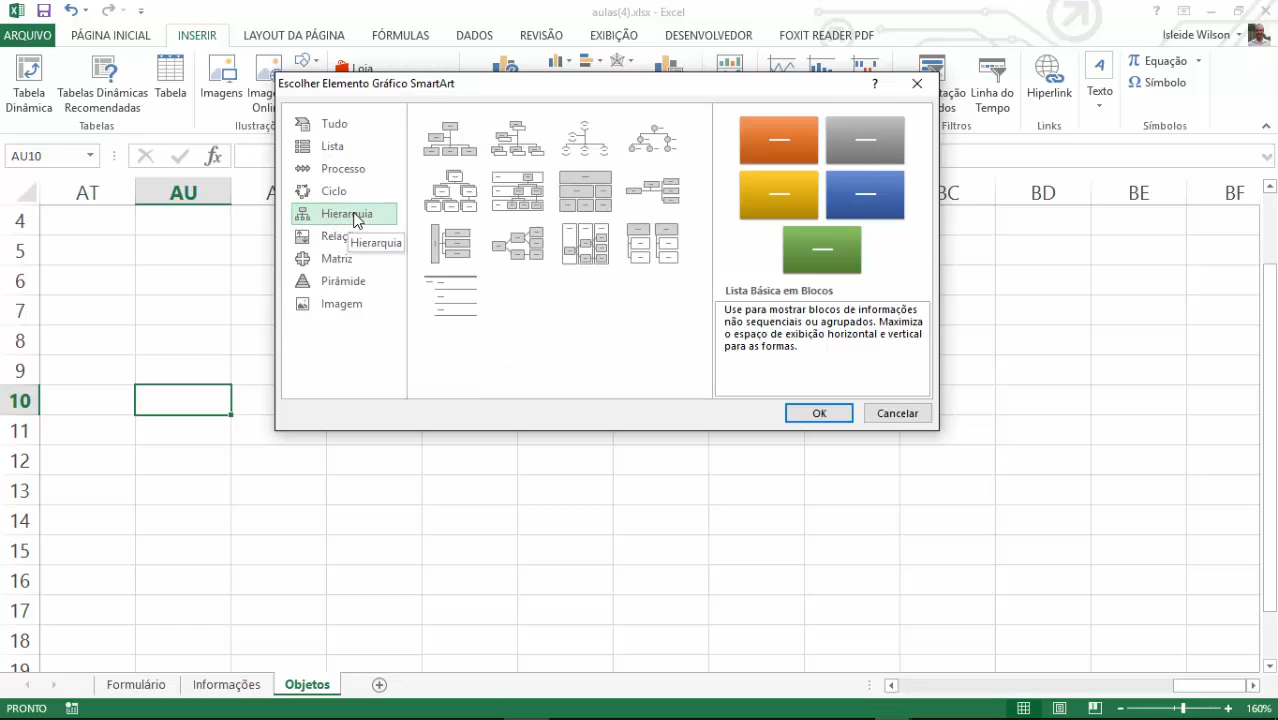 aulas(4).xlsx - Excel
ARQUIVO PÁGINA INICIAL INSERIR LAYOUT DA PÁGINA FÓRMULAS DADOS REVISÃO EXIBIÇÃO DESENVOLVEDOR FOXIT READER PDF Isleide Wilson
Loja
Tabela
Dinâmica
Tabelas Dinâmicas
Recomendadas
Tabela
Imagens
Onlin
Linha do
Tempo
Hiperlink
Texto
Equação
Símbolo
Tabelas Filtros Links Símbolos
Escolher Elemento Gráfico SmartArt
AU10
Tudo
Lista
Processo
Ciclo
Hierarquia
Hierarquia
Matriz
Pirâmide
Imagem
Lista Básica em Blocos
Use para mostrar blocos de informações
não sequenciais ou agrupados. Maximiza
o espaço de exibição horizontal e vertical
para as formas.
OK Cancelar
AT AU BC BD BE BF
4
5
6
7
8
9
10
11
12
13
14
15
16
17
18
19
Formulário Informações Objetos
PRONTO 160%